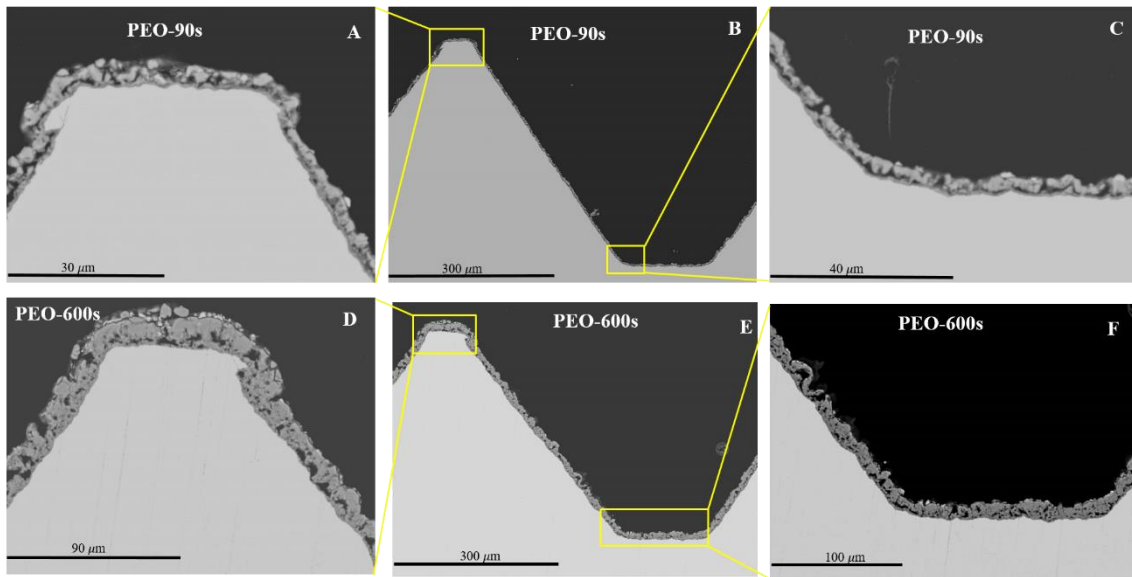 PEO-90s A
30 μm
PEO-90s B
300 μm
PEO-90s C
40 μm
PEO-600s D
90 μm
PEO-600s E
300 μm
PEO-600s F
100 μm